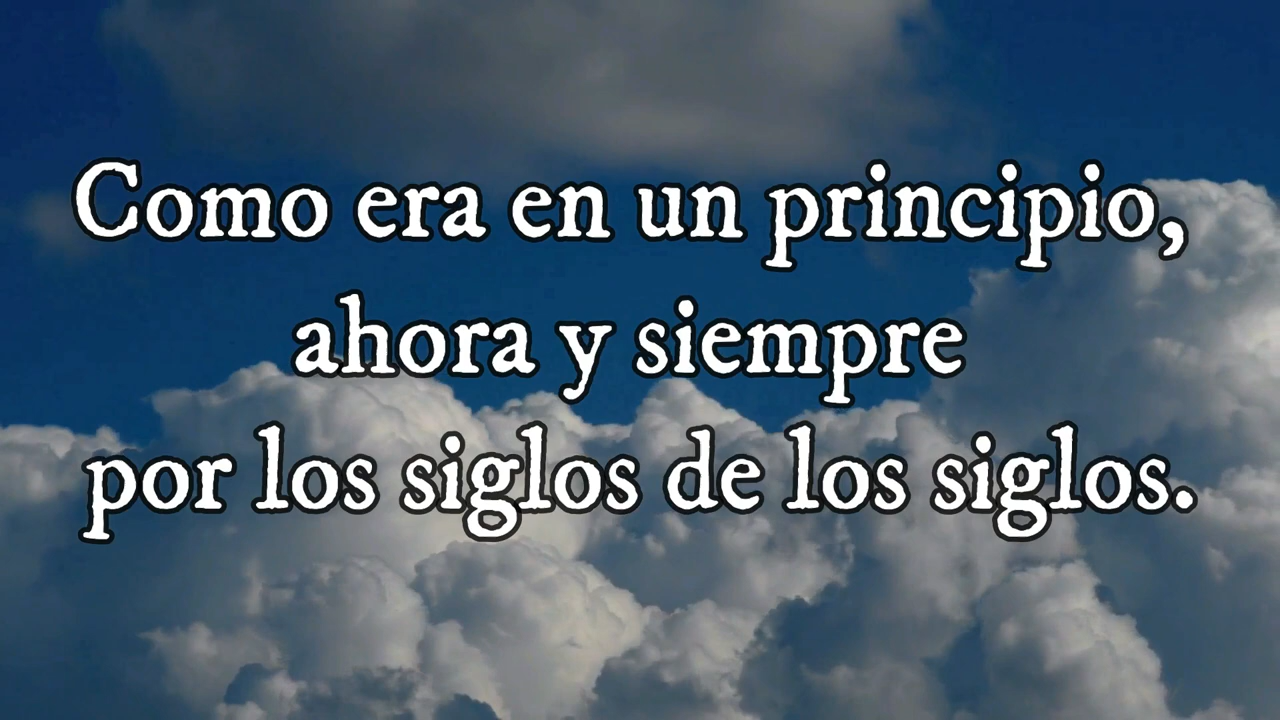 Como era en un principio,
ahora y siempre
por los siglos de los siglos.